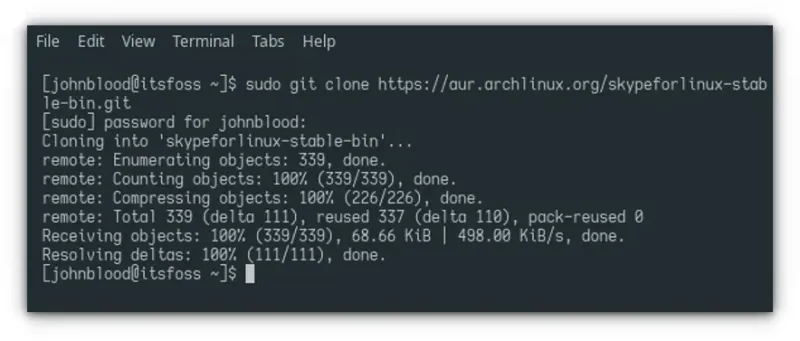 File Edit View Terminal Tabs Help
[johnblood@itsfoss ~]$ sudo git clone https://aur.archlinux.org/skypeforlinux-stab
le-bin.git
[sudo] password for johnblood:
Cloning into 'skypeforlinux-stable-bin'...
remote: Enumerating objects: 339, done.
remote: Counting objects: 100% (339/339), done.
remote: Compressing objects: 100% (226/226), done.
remote: Total 339 (delta 111), reused 337 (delta 110), pack-reused 0
Receiving objects: 100% (339/339), 68.66 KiB | 498.00 KiB/s, done.
Resolving deltas: 100% (111/111), done.
[johnblood@itsfoss ~]$